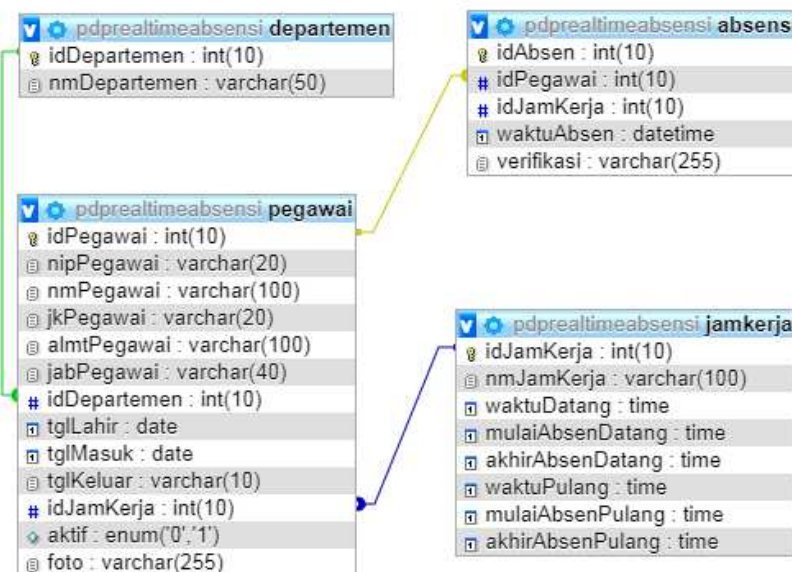 pdprealtimeabsensi departemen
idDepartemen : int(10)
nmDepartemen : varchar(50)
pdprealtimeabsensi absens
idAbsen : int(10)
idPegawai : int(10)
idJamKerja : int(10)
waktuAbsen : datetime
verifikasi : varchar(255)
pdprealtimeabsensi pegawai
idPegawai : int(10)
nipPegawai : varchar(20)
nmPegawai : varchar(100)
jkPegawai : varchar(20)
almtPegawai : varchar(100)
jabPegawai : varchar(40)
# idDepartemen : int(10)
tglLahir : date
tglMasuk : date
tglKeluar : varchar(10)
# idJamKerja : int(10)
aktif : enum('0','1')
foto : varchar(255)
pdprealtimeabsensi jamkerja
idJamKerja : int(10)
nmJamKerja : varchar(100)
waktuDatang : time
mulaiAbsenDatang : time
akhirAbsenDatang : time
waktuPulang : time
mulaiAbsenPulang : time
akhirAbsenPulang : time